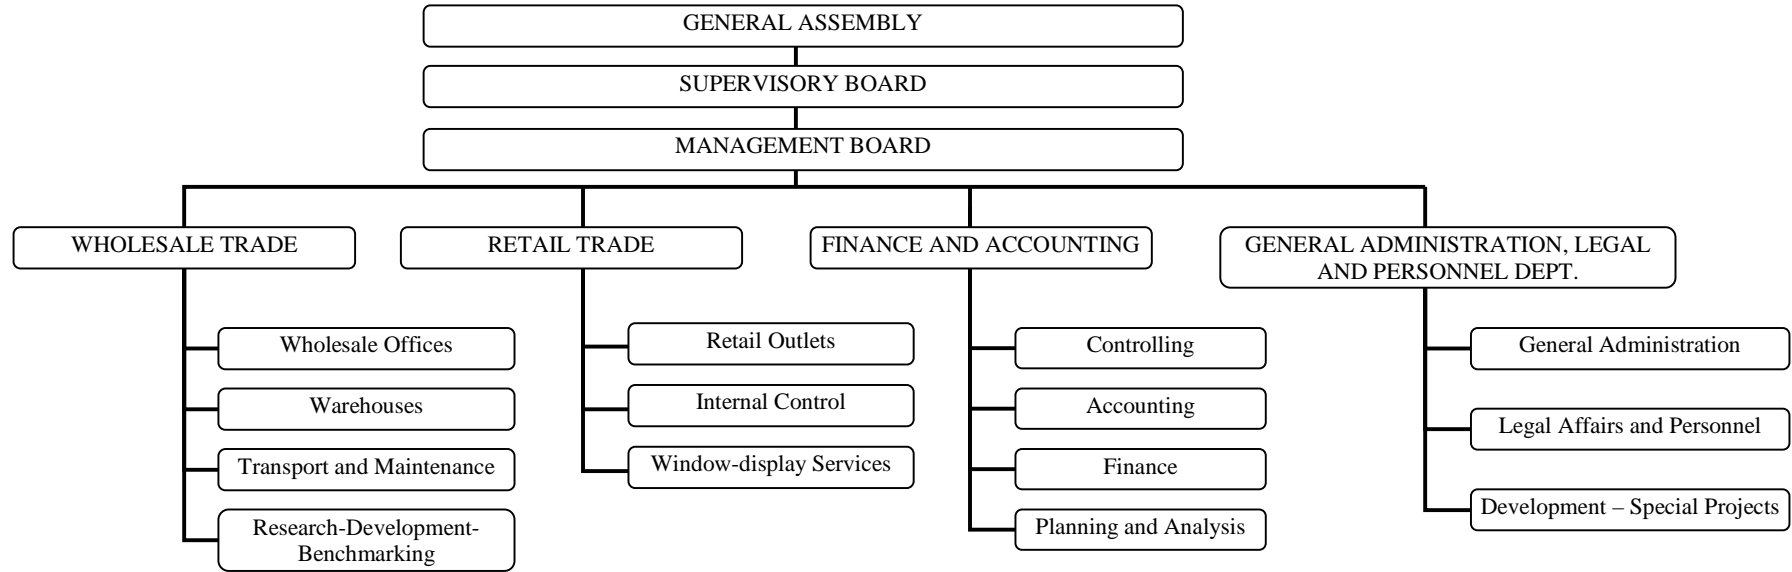 GENERAL ASSEMBLY
SUPERVISORY BOARD
MANAGEMENT BOARD
WHOLESALE TRADE
RETAIL TRADE
FINANCE AND ACCOUNTING
GENERAL ADMINISTRATION, LEGAL
AND PERSONNEL DEPT.
Wholesale Offices
Warehouses
Transport and Maintenance
Research-Development-
Benchmarking
Retail Outlets
Internal Control
Window-display Services
Controlling
Accounting
Finance
Planning and Analysis
General Administration
Legal Affairs and Personnel
Development – Special Projects